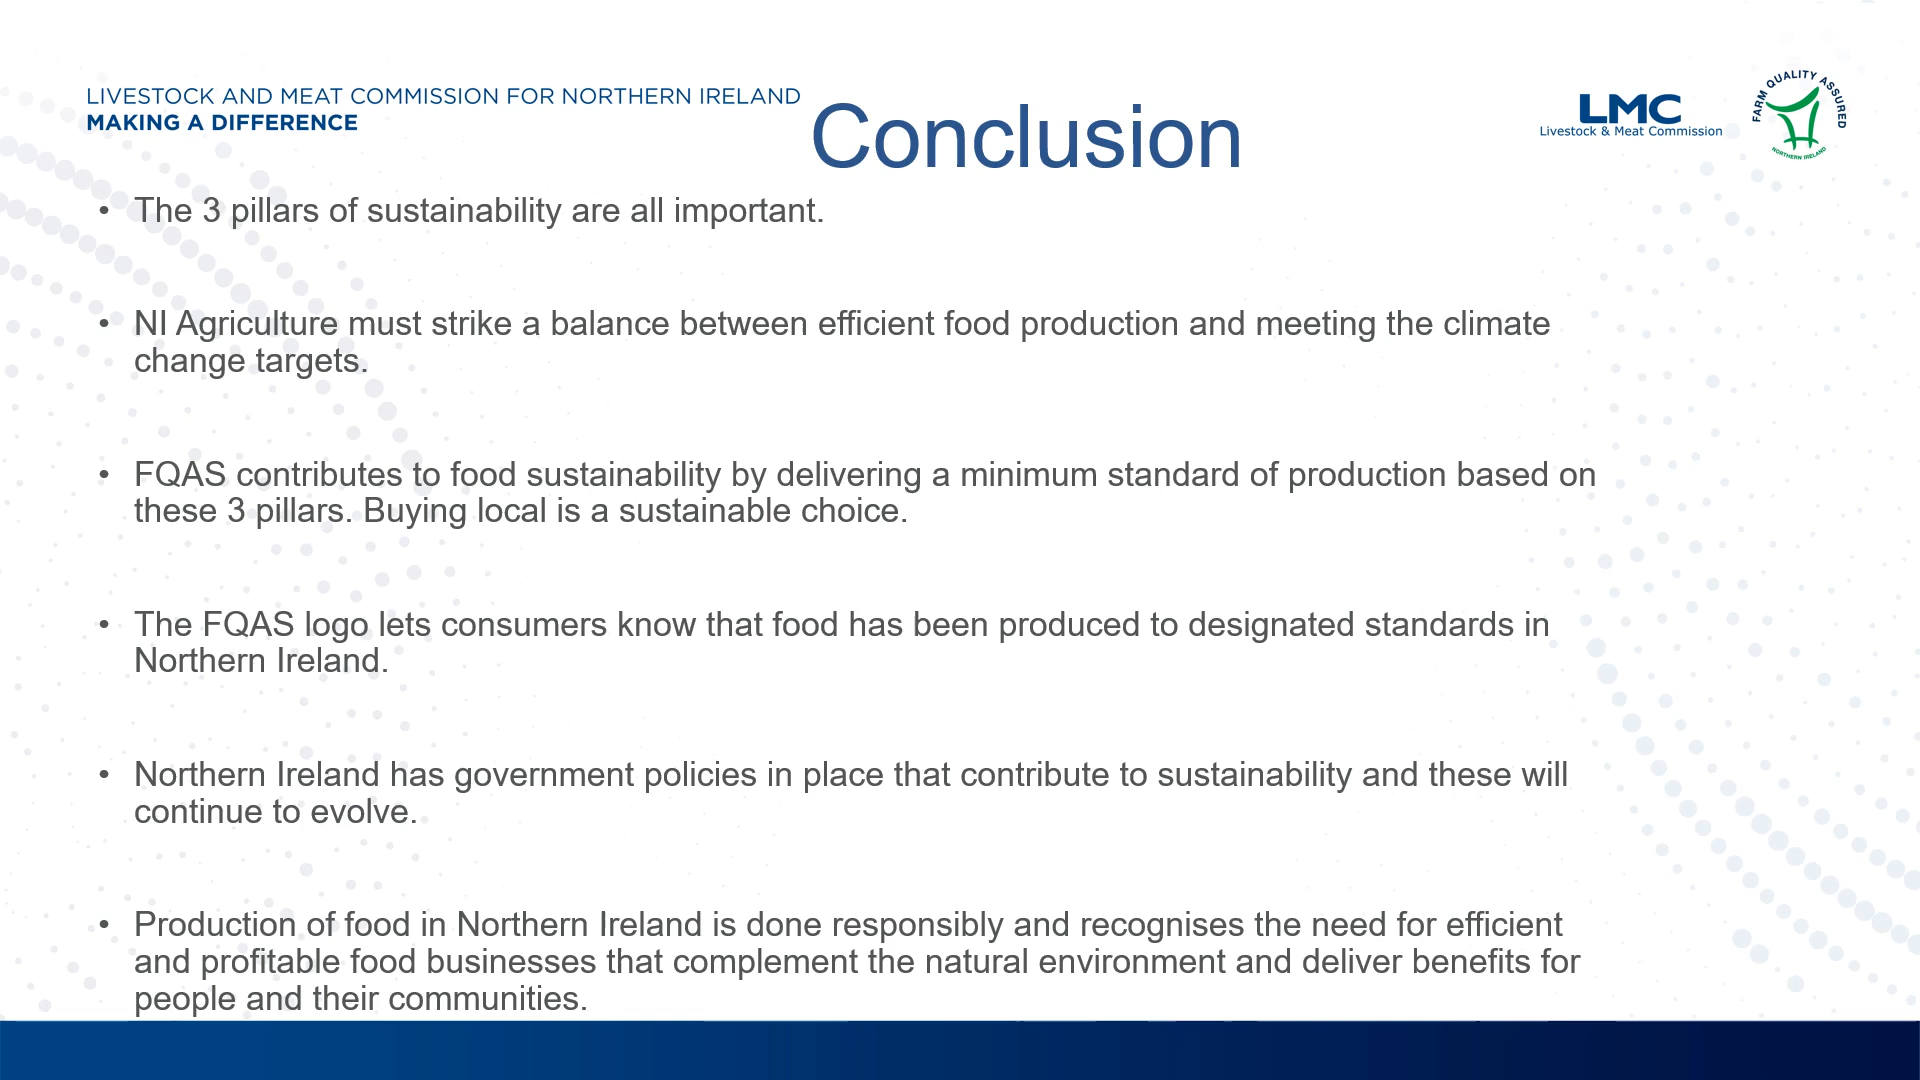 LIVESTOCK AND MEAT COMMISSION FOR NORTHERN IRELAND
MAKING A DIFFERENCE
Conclusion
LMC
Livestock & Meat Commission
FARM QUALITY ASSURED
NORTHERN IRELAND
• The 3 pillars of sustainability are all important.
• NI Agriculture must strike a balance between efficient food production and meeting the climate
change targets.
• FQAS contributes to food sustainability by delivering a minimum standard of production based on
these 3 pillars. Buying local is a sustainable choice.
• The FQAS logo lets consumers know that food has been produced to designated standards in
Northern Ireland.
• Northern Ireland has government policies in place that contribute to sustainability and these will
continue to evolve.
• Production of food in Northern Ireland is done responsibly and recognises the need for efficient
and profitable food businesses that complement the natural environment and deliver benefits for
people and their communities.